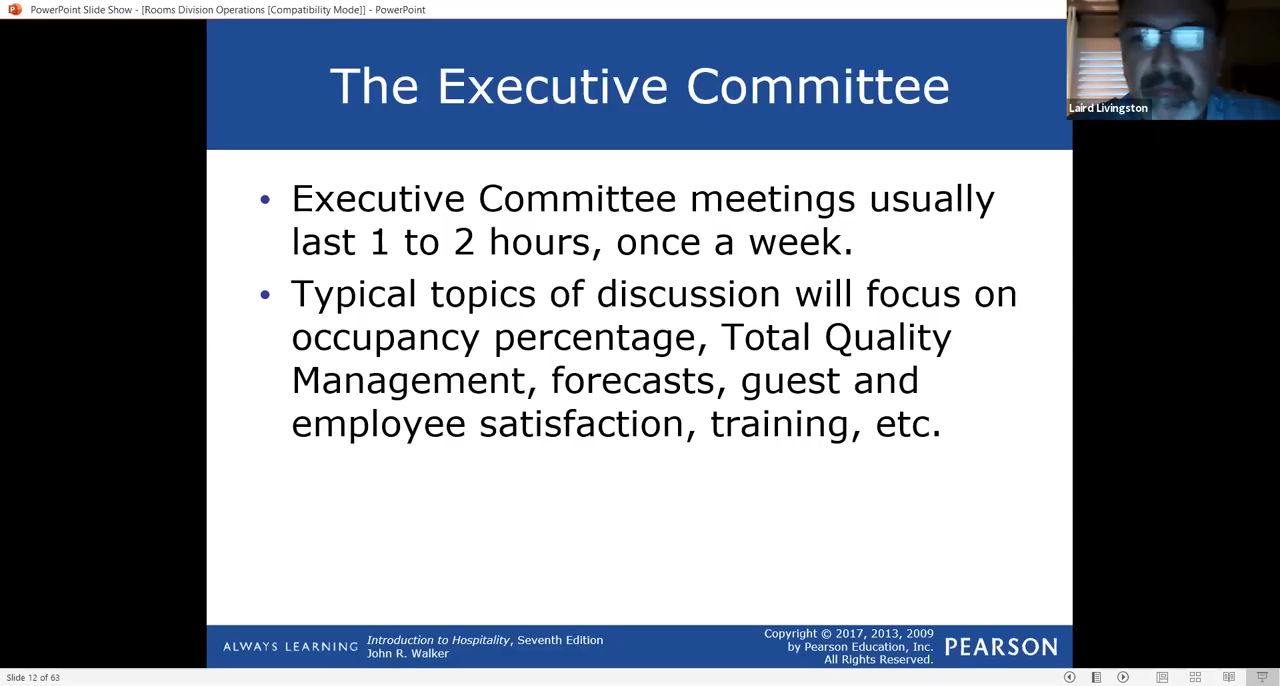 PowerPoint Slide Show - [Rooms Division Operations [Compatibility Mode]] - PowerPoint
The Executive Committee
Laird Livingston
• Executive Committee meetings usually
last 1 to 2 hours, once a week.
• Typical topics of discussion will focus on
occupancy percentage, Total Quality
Management, forecasts, guest and
employee satisfaction, training, etc.
ALWAYS LEARNING
Introduction to Hospitality, Seventh Edition
John R. Walker
Copyright © 2017, 2013, 2009
by Pearson Education, Inc.
All Rights Reserved.
PEARSON
Slide 12 of 63